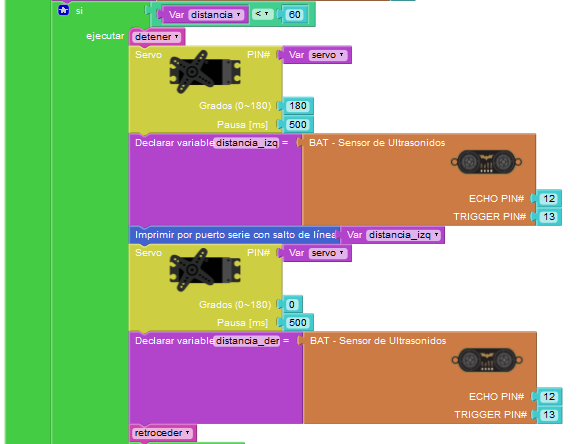 si Var distancia < 60
ejecutar detener
Servo PIN# Var servo
Grados (0~180) 180
Pausa [ms] 500
Declarar variable distancia_izq = BAT - Sensor de Ultrasonidos
ECHO PIN# 12
TRIGGER PIN# 13
Imprimir por puerto serie con salto de línea Var distancia_izq
Servo PIN# Var servo
Grados (0~180) 0
Pausa [ms] 500
Declarar variable distancia_der = BAT - Sensor de Ultrasonidos
ECHO PIN# 12
TRIGGER PIN# 13
retroceder